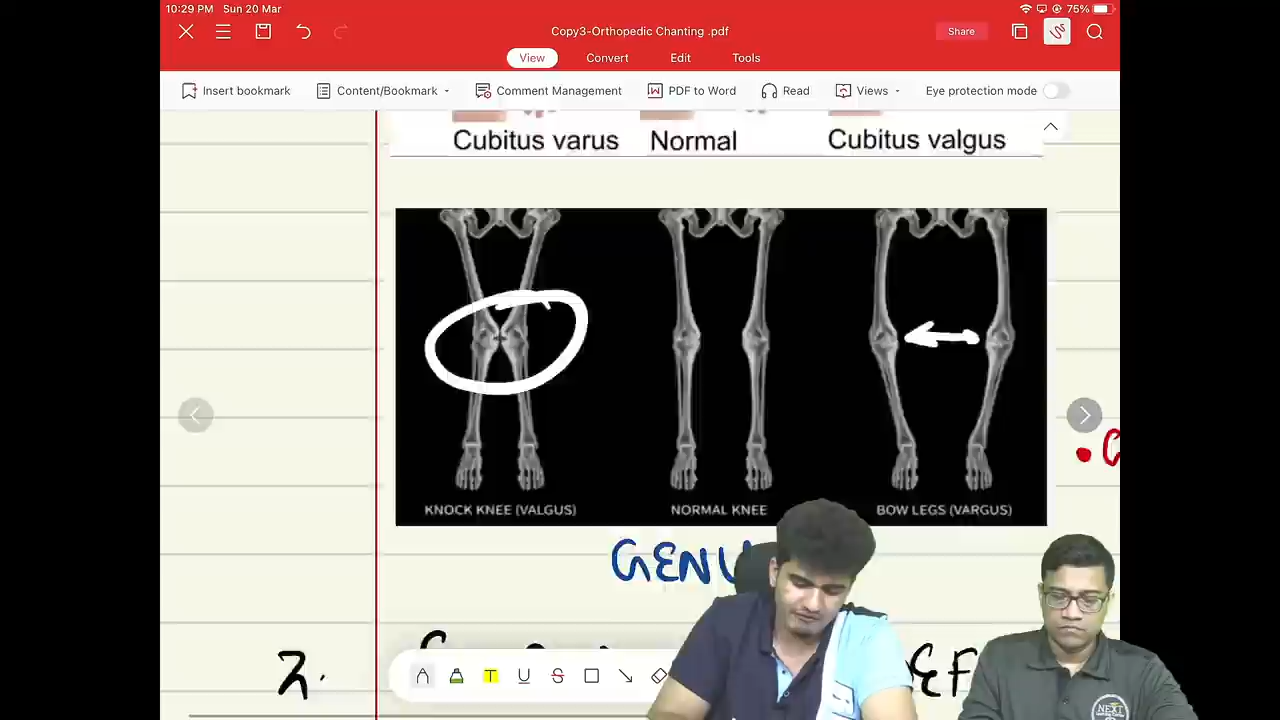 10:29 PM Sun 20 Mar
75%
Copy3-Orthopedic Chanting .pdf
Share
View Convert Edit Tools
Insert bookmark Content/Bookmark Comment Management PDF to Word Read Views Eye protection mode
Cubitus varus Normal Cubitus valgus
KNOCK KNEE (VALGUS) NORMAL KNEE BOW LEGS (VARGUS)
GENU
2.
T U S
NEXT